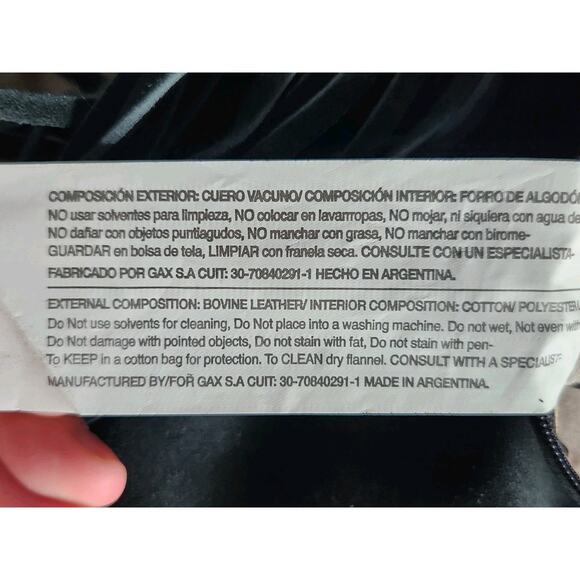 COMPOSICIÓN EXTERIOR: CUERO VACUNO/ COMPOSICIÓN INTERIOR: FORRO DE ALGODÓ
NO usar solventes para limpieza, NO colocar en lavarrropas, NO mojar, ni siquiera con agua de
NO dañar con objetos puntiagudos, NO manchar con grasa, NO manchar con birome-
GUARDAR en bolsa de tela, LIMPIAR con franela seca. CONSULTE CON UN ESPECIALISTA-
FABRICADO POR GAX S.A CUIT: 30-70840291-1 HECHO EN ARGENTINA.
EXTERNAL COMPOSITION: BOVINE LEATHER/ INTERIOR COMPOSITION: COTTON/ POLYESTER
Do Not use solvents for cleaning, Do Not place into a washing machine. Do not wet, Not even with
Do Not damage with pointed objects, Do not stain with fat, Do not stain with pen-
To KEEP in a cotton bag for protection. To CLEAN dry flannel. CONSULT WITH A SPECIALIST-
MANUFACTURED BY/FOR GAX S.A CUIT: 30-70840291-1 MADE IN ARGENTINA.